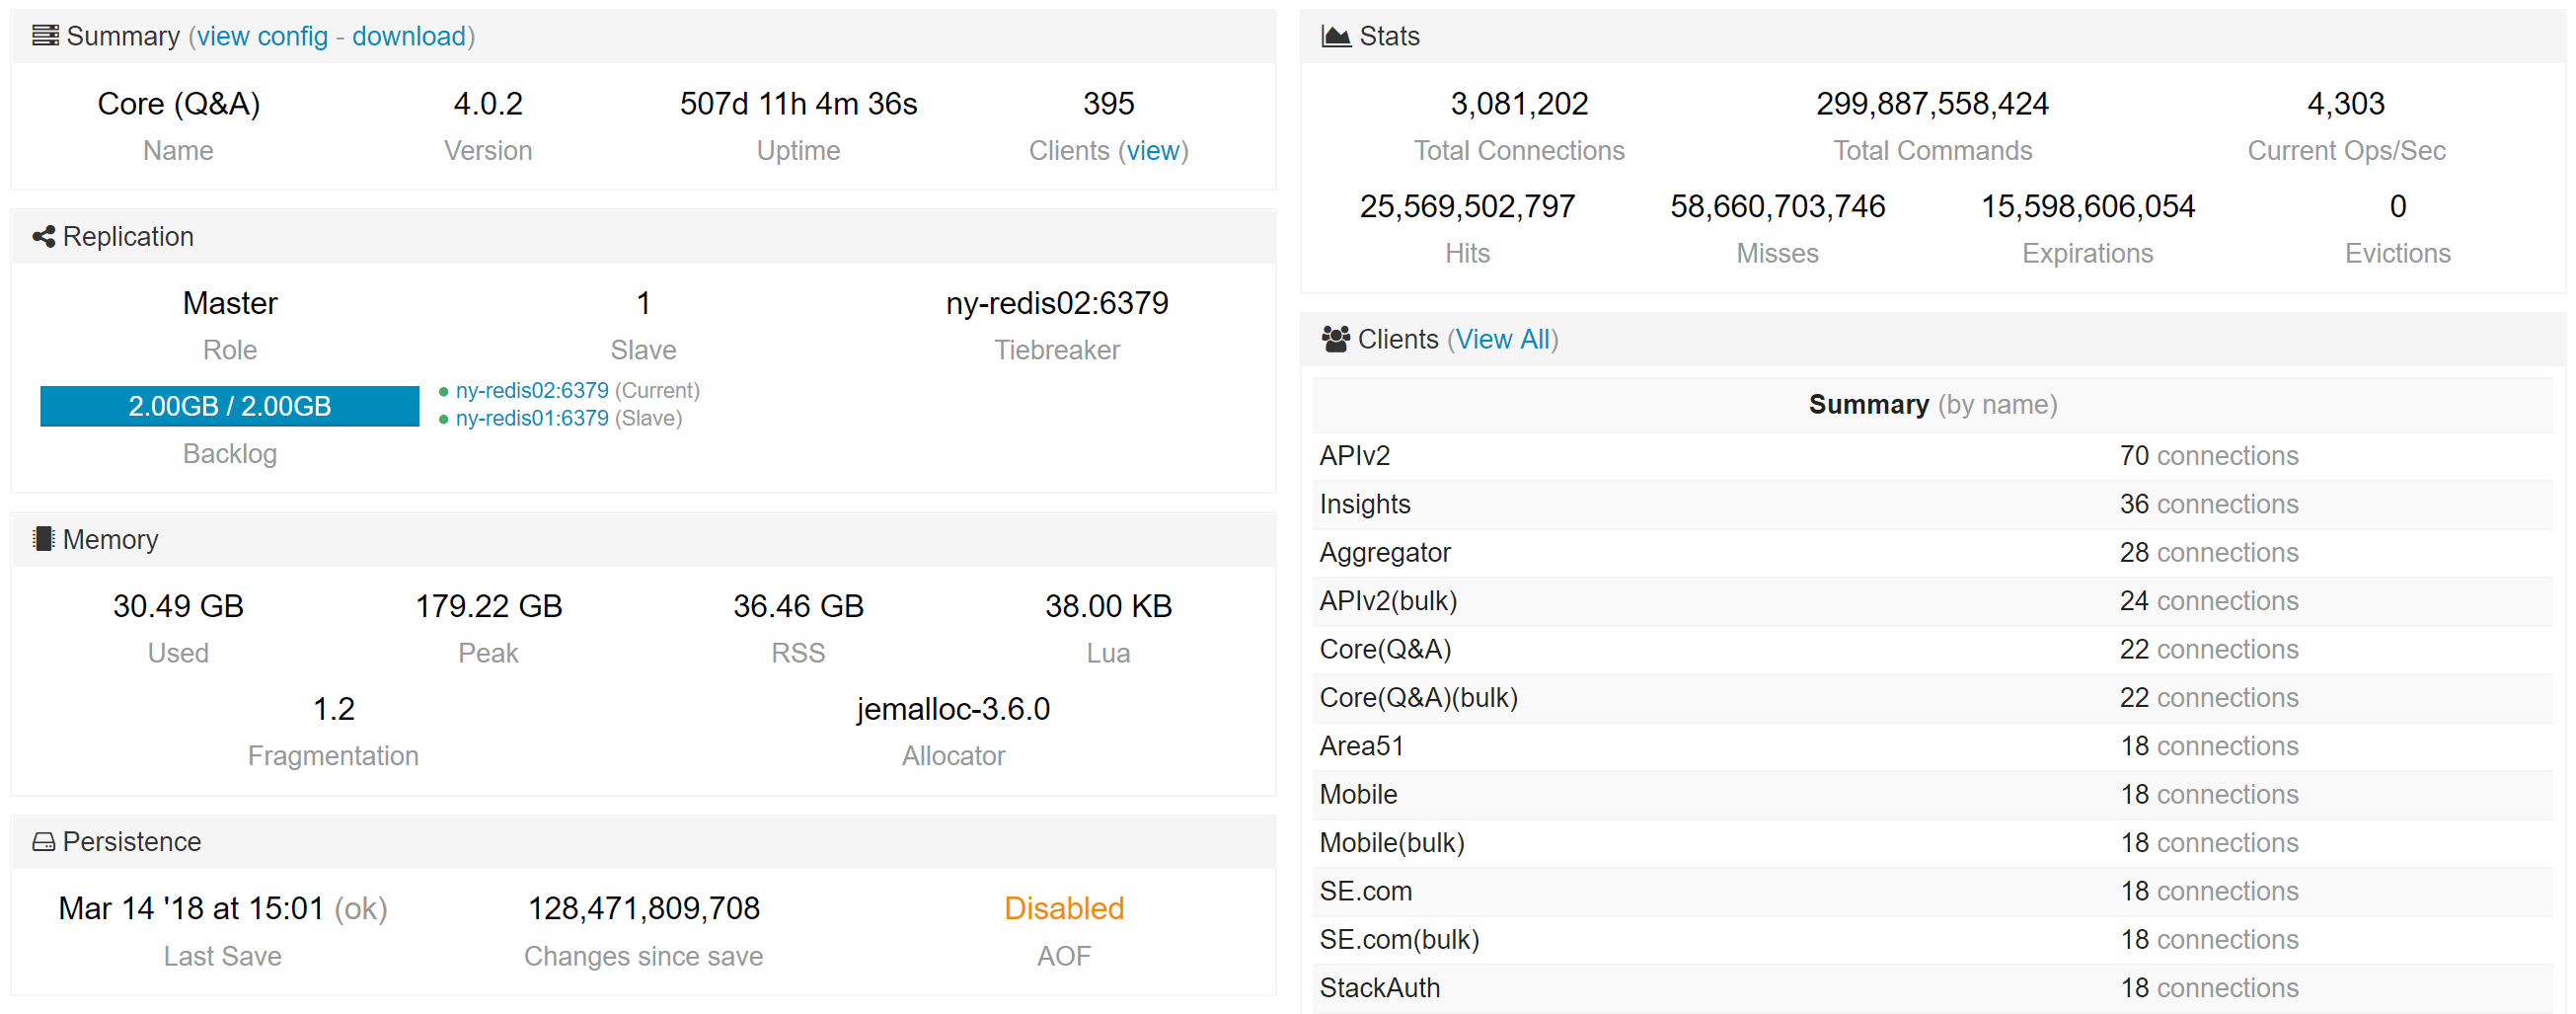 Summary (view config - download)
Core (Q&A) 4.0.2 507d 11h 4m 36s 395
Name Version Uptime Clients (view)
Replication
Master 1 ny-redis02:6379
Role Slave Tiebreaker
2.00GB / 2.00GB
Backlog
ny-redis02:6379 (Current)
ny-redis01:6379 (Slave)
Memory
30.49 GB 179.22 GB 36.46 GB 38.00 KB
Used Peak RSS Lua
1.2 jemalloc-3.6.0
Fragmentation Allocator
Persistence
Mar 14 '18 at 15:01 (ok) 128,471,809,708 Disabled
Last Save Changes since save AOF
Stats
3,081,202 299,887,558,424 4,303
Total Connections Total Commands Current Ops/Sec
25,569,502,797 58,660,703,746 15,598,606,054 0
Hits Misses Expirations Evictions
Clients (View All)
Summary (by name)
APIv2 70 connections
Insights 36 connections
Aggregator 28 connections
APIv2(bulk) 24 connections
Core(Q&A) 22 connections
Core(Q&A)(bulk) 22 connections
Area51 18 connections
Mobile 18 connections
Mobile(bulk) 18 connections
SE.com 18 connections
SE.com(bulk) 18 connections
StackAuth 18 connections